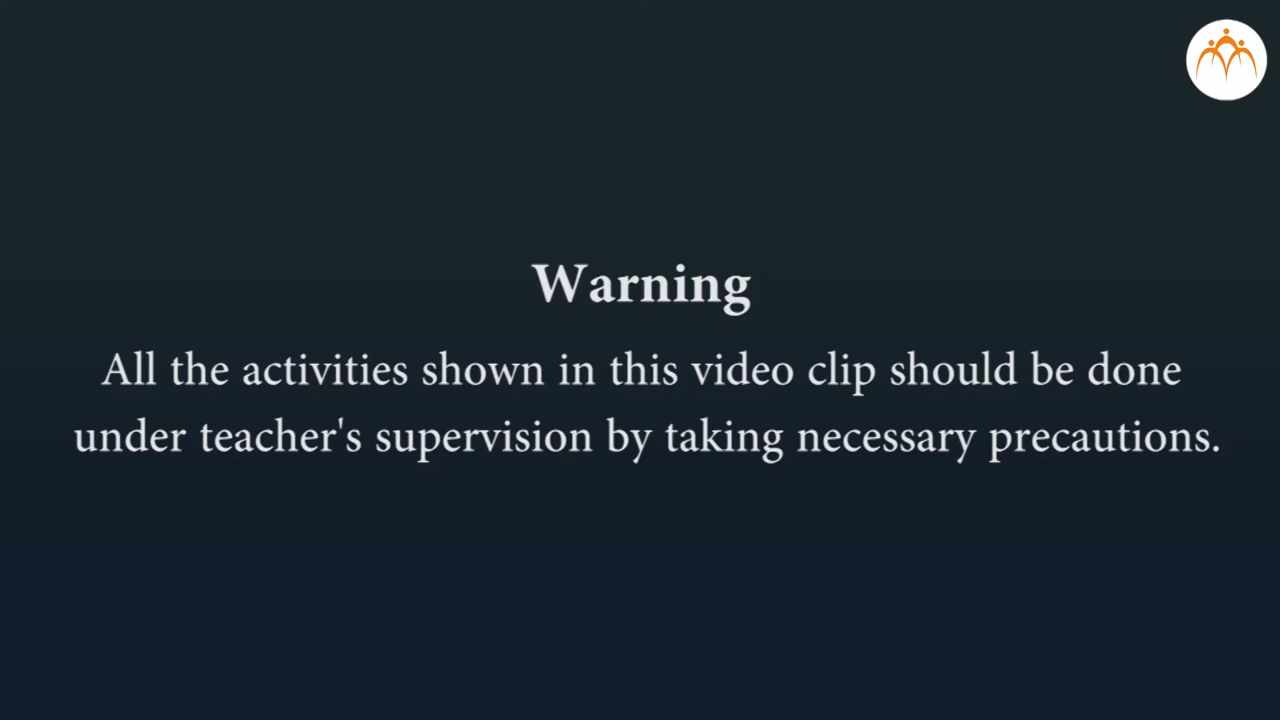 Warning
All the activities shown in this video clip should be done
under teacher's supervision by taking necessary precautions.